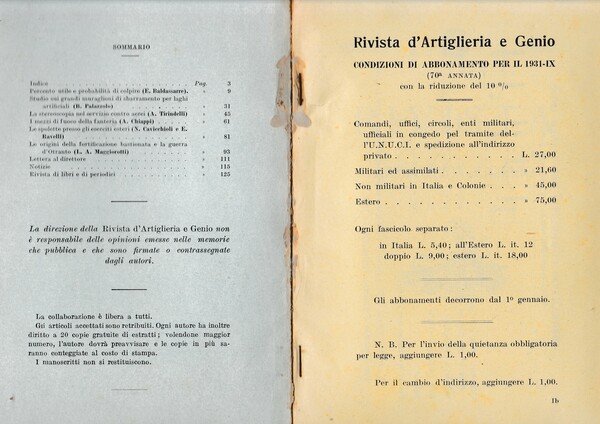 SOMMARIO
Indice . . . . . . . . . . . . . Pag. 3
Percento utile e probabilità di colpire (E. Baldassarre). » 9
Studio sui grandi muraglioni di sbarramento per laghi
artificiali (B. Palazzolo) . . . . . . . . . » 31
La stereoscopia nel servizio contro aerei (A. Tirindelli) » 45
I mezzi di fuoco della fanteria (A. Chiappi) . . . . » 61
Le spolette presso gli eserciti esteri (N. Cavicchioli e E.
Ravelli) . . . . . . . . . . . . » 81
Le origini della fortificazione bastionata e la guerra
d'Otranto (L. A. Maggiorotti) . . . . . . » 93
Lettera al direttore . . . . . . . . . . » 111
Notizie . . . . . . . . . . . . . » 115
Rivista di libri e di periodici . . . . . . . . » 125
La direzione della Rivista d'Artiglieria e Genio non
è responsabile delle opinioni emesse nelle memorie
che pubblica e che sono firmate o contrassegnate
dagli autori.
La collaborazione è libera a tutti.
Gli articoli accettati sono retribuiti. Ogni autore ha inoltre
diritto a 20 copie gratuite di estratti; volendone maggior
numero, l'autore dovrà preavvisare e le copie in più sa-
ranno conteggiate al costo di stampa.
I manoscritti non si restituiscono.
Rivista d'Artiglieria e Genio
CONDIZIONI DI ABBONAMENTO PER IL 1931-IX
(70ª ANNATA)
con la riduzione del 10 %
Comandi, uffici, circoli, enti militari,
ufficiali in congedo pel tramite del-
l'U.N.U.C.I. e spedizione all'indirizzo
privato . . . . . . . . . . . L. 27,00
Militari ed assimilati . . . . . . » 21,60
Non militari in Italia e Colonie . . . » 45,00
Estero . . . . . . . . . . . » 75,00
Ogni fascicolo separato:
in Italia L. 5,40; all'Estero L. it. 12
doppio L. 9,00; estero L. it. 18,00
Gli abbonamenti decorrono dal 1º gennaio.
N. B. Per l'invio della quietanza obbligatoria
per legge, aggiungere L. 1,00.
Per il cambio d'indirizzo, aggiungere L. 1,00.
1b